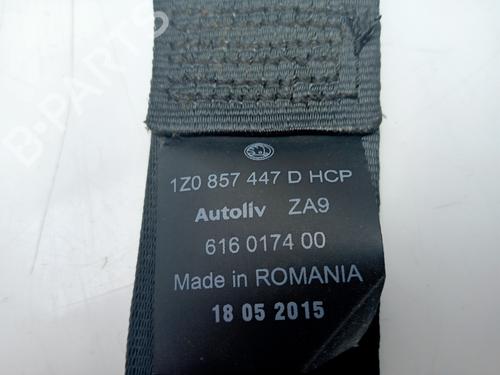 B-PARTS
1Z0 857 447 D HCP
Autoliv ZA9
616 0174 00
Made in ROMANIA
18 05 2015